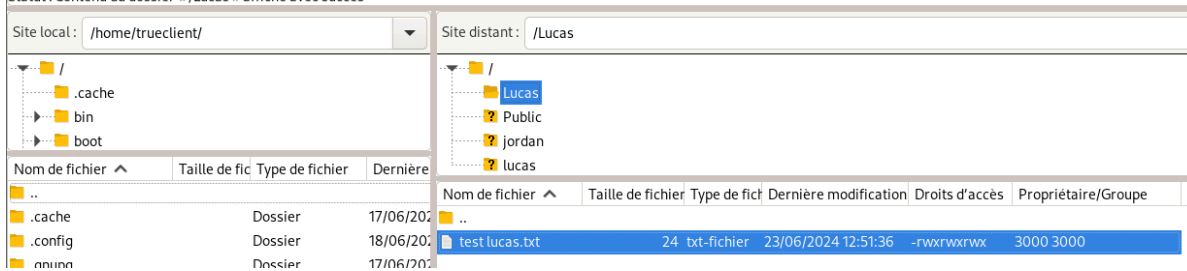 Site local : /home/trueclient/
/
.cache
bin
boot
Nom de fichier Taille de fic Type de fichier Dernière
..
.cache Dossier 17/06/202
.config Dossier 18/06/202
.gnupg Dossier 17/06/202
Site distant : /Lucas
/
Lucas
? Public
? jordan
? lucas
Nom de fichier Taille de fichier Type de fich Dernière modification Droits d'accès Propriétaire/Groupe
..
test lucas.txt 24 txt-fichier 23/06/2024 12:51:36 -rwxrwxrwx 3000 3000